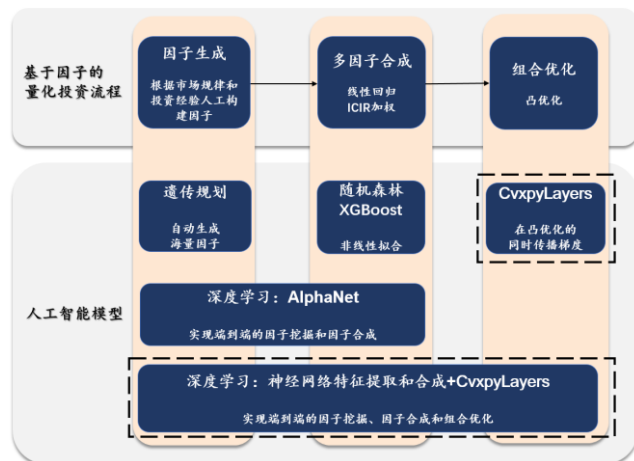 基于因子的
量化投资流程
因子生成
根据市场规律和
投资经验人工构
建因子
多因子合成
线性回归
ICIR加权
组合优化
凸优化
人工智能模型
遗传规划
自动生成
海量因子
随机森林
XGBoost
非线性拟合
CvxpyLayers
在凸优化的
同时传播梯度
深度学习：AlphaNet
实现端到端的因子挖掘和因子合成
深度学习：神经网络特征提取和合成+CvxpyLayers
实现端到端的因子挖掘、因子合成和组合优化